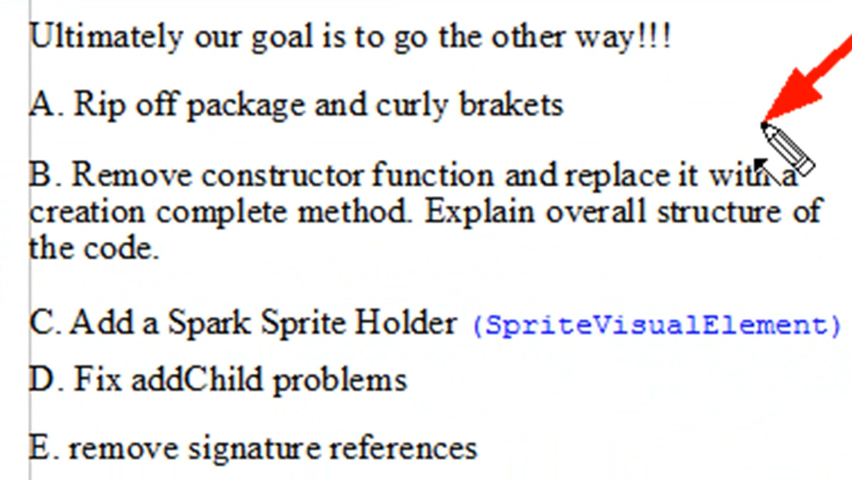 Ultimately our goal is to go the other way!!!
A. Rip off package and curly brakets
B. Remove constructor function and replace it with a
creation complete method. Explain overall structure of
the code.
C. Add a Spark Sprite Holder (SpriteVisualElement)
D. Fix addChild problems
E. remove signature references